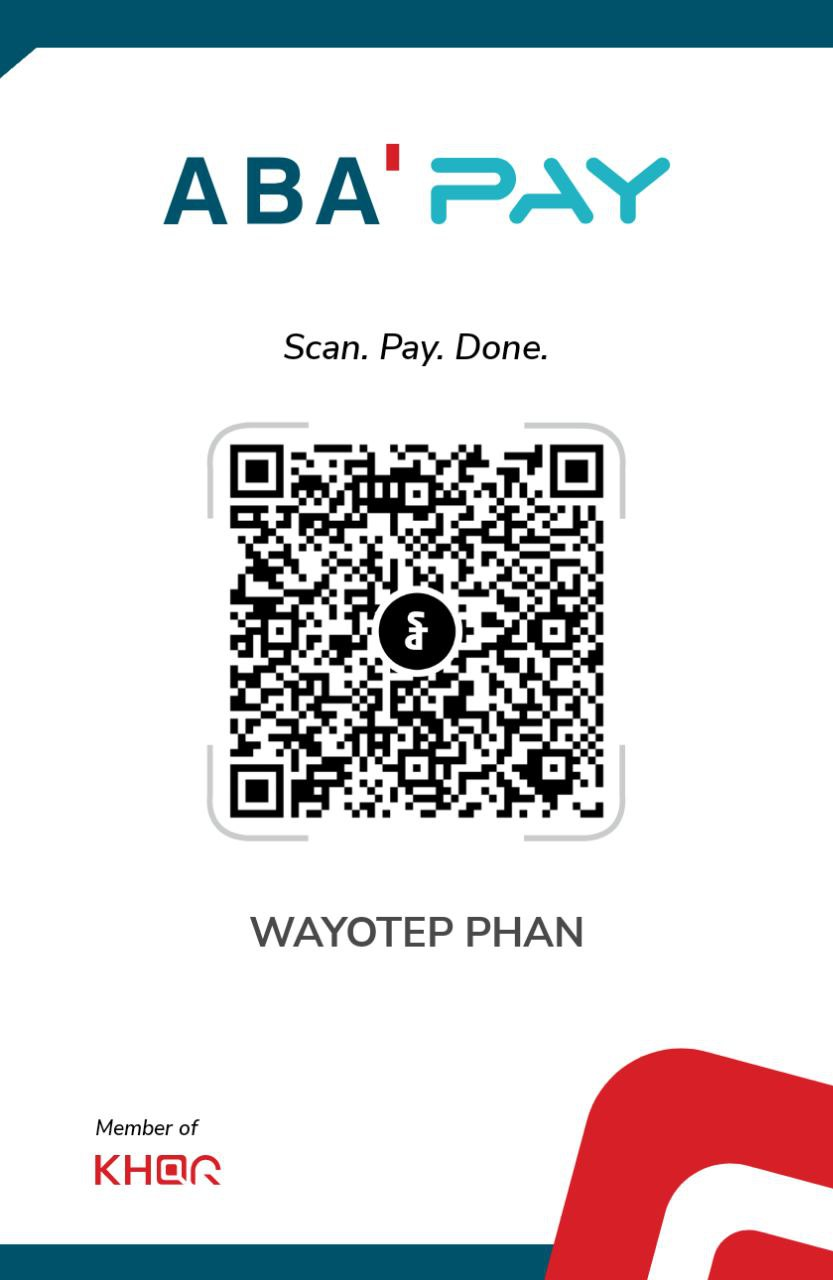 ABA' PAY
Scan. Pay. Done.
WAYOTEP PHAN
Member of
KHQR